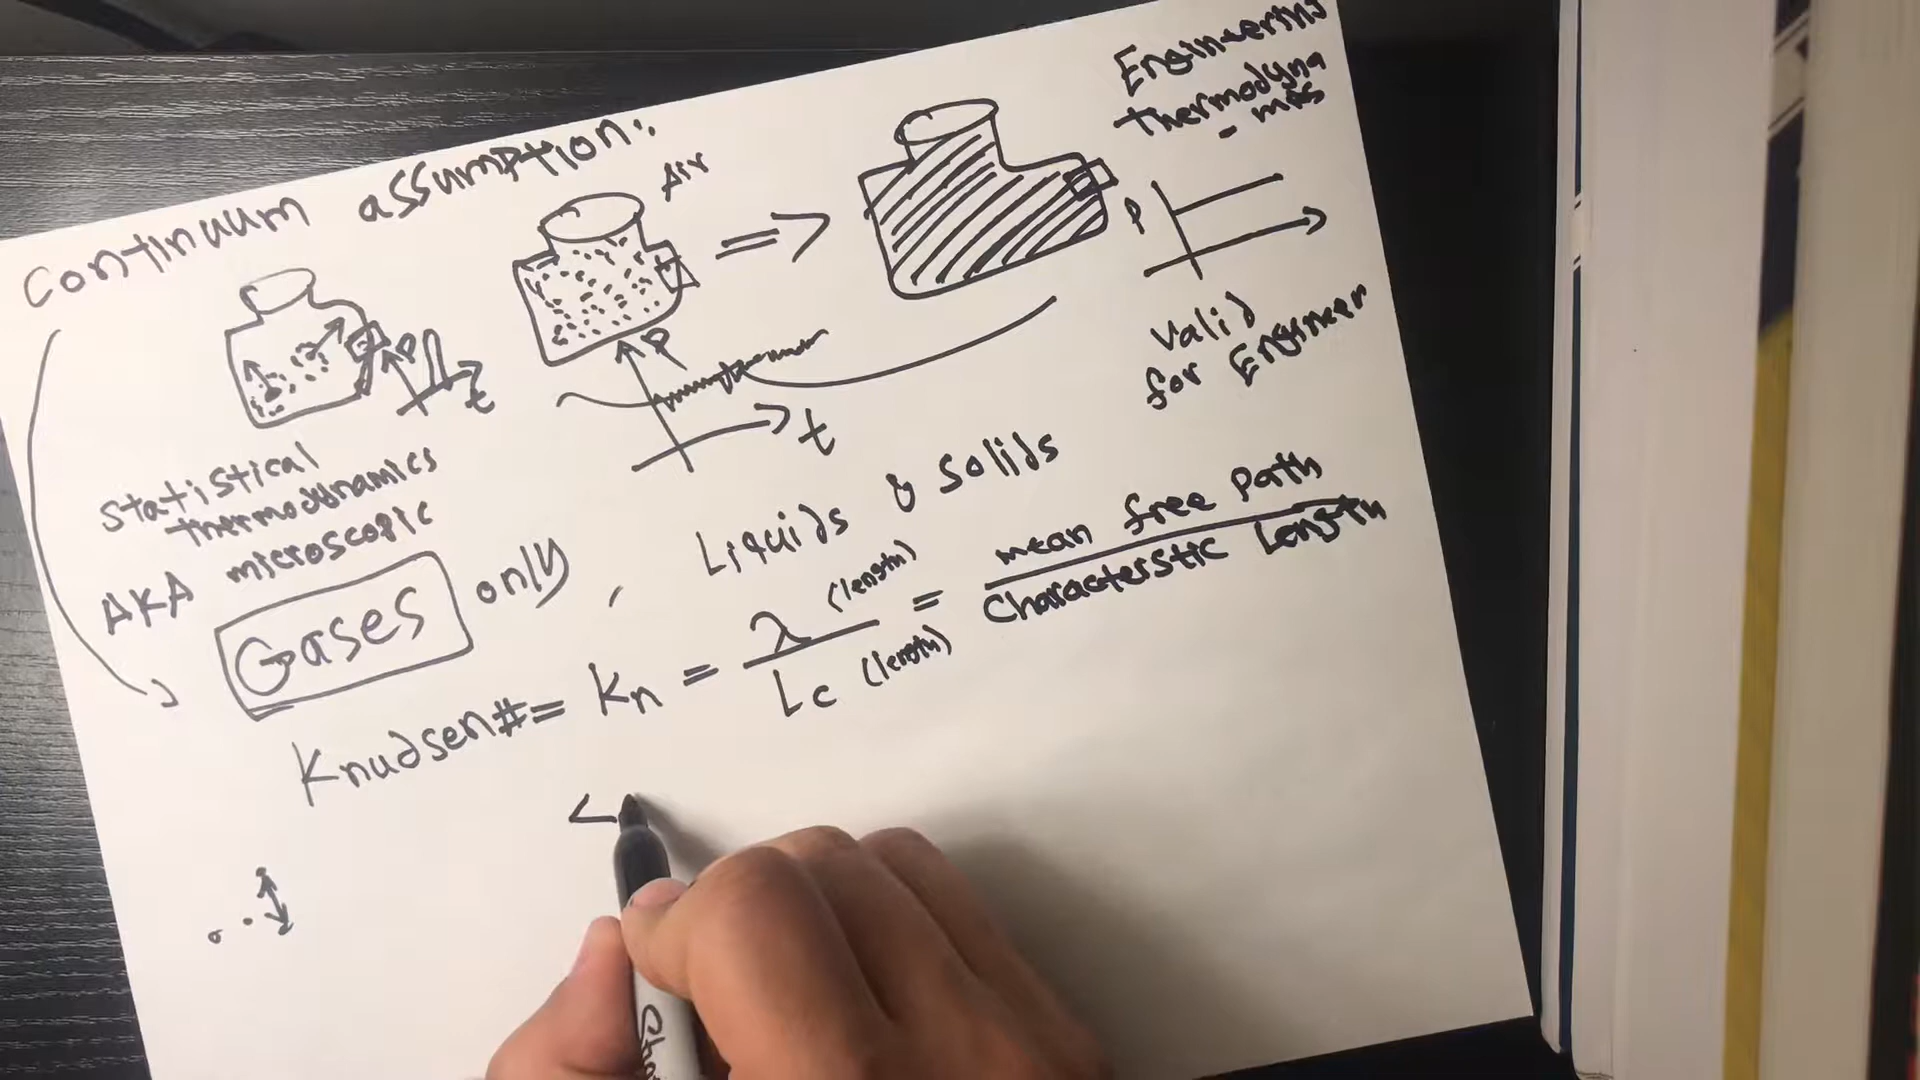 Continuum assumption:
Air
Engineering
thermodyna
- mics
P
P t
P
t
Valid
for Engineer
statistical
thermodynamics
AKA microscopic
Gases only, Liquids & Solids
Knudsen# = Kn = λ (length) = mean free path
Lc (length) Characterstic Length
<